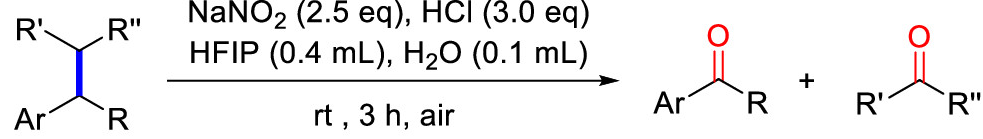 R' R"
Ar R
NaNO₂ (2.5 eq), HCl (3.0 eq)
HFIP (0.4 mL), H₂O (0.1 mL)
rt , 3 h, air
O
Ar R
+
O
R' R"